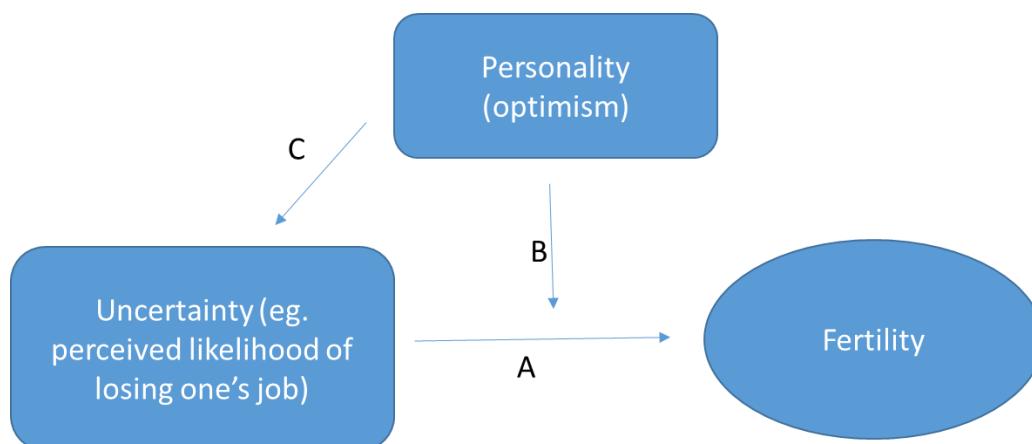 Personality
(optimism)
C
B
Uncertainty (eg.
perceived likelihood of
losing one's job)
A
Fertility